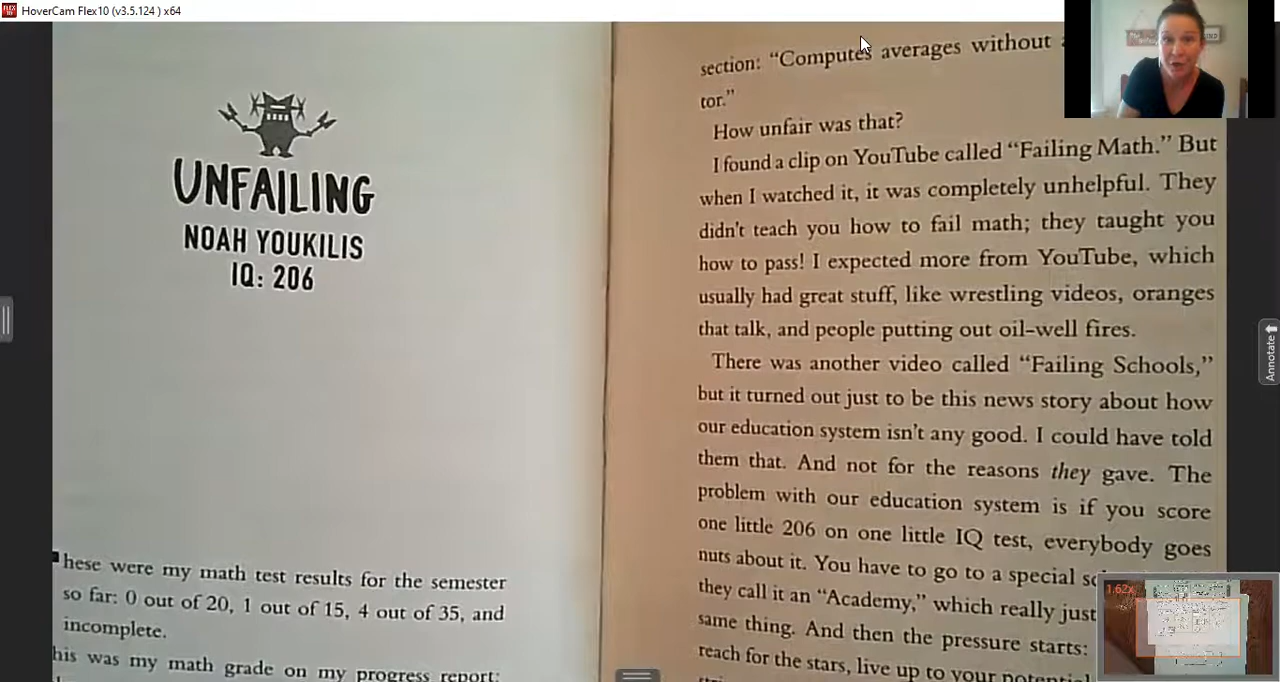 HoverCam Flex10 (v3.5.124 ) x64
UNFAILING
NOAH YOUKILIS
IQ: 206
hese were my math test results for the semester
so far: 0 out of 20, 1 out of 15, 4 out of 35, and
incomplete.
his was my math grade on my progress report:
section: “Computes averages without
tor.”
How unfair was that?
I found a clip on YouTube called “Failing Math.” But
when I watched it, it was completely unhelpful. They
didn't teach you how to fail math; they taught you
how to pass! I expected more from YouTube, which
usually had great stuff, like wrestling videos, oranges
that talk, and people putting out oil-well fires.
There was another video called “Failing Schools,”
but it turned out just to be this news story about how
our education system isn't any good. I could have told
them that. And not for the reasons they gave. The
problem with our education system is if you score
one little 206 on one little IQ test, everybody goes
nuts about it. You have to go to a special
they call it an “Academy,” which really just
same thing. And then the pressure starts:
reach for the stars, live up to your potential
Annotate
1.62x